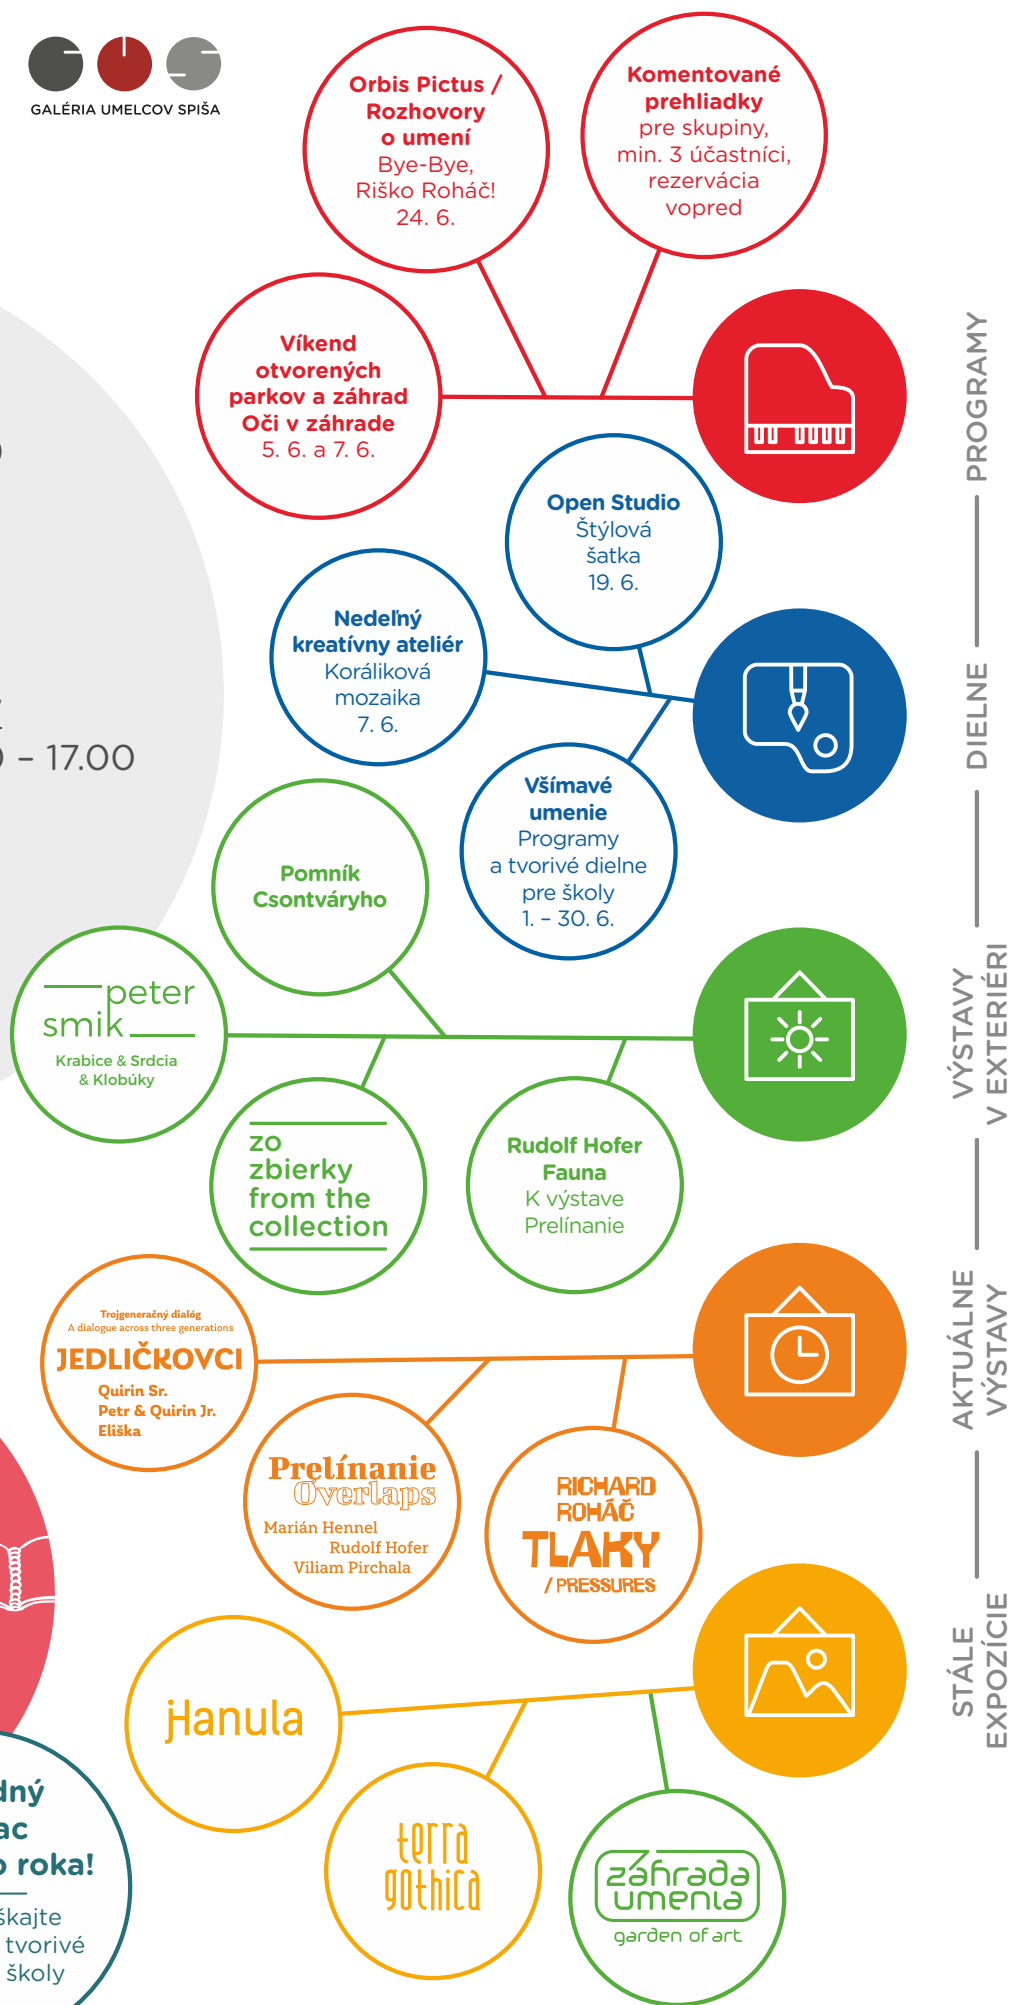 GALÉRIA UMELCOV SPIŠA
Orbis Pictus /
Rozhovory
o umení
Bye-Bye,
Riško Roháč!
24. 6.
Komentované
prehliadky
pre skupiny,
min. 3 účastníci,
rezervácia
vopred
Víkend
otvorených
parkov a záhrad
Oči v záhrade
5. 6. a 7. 6.
PROGRAMY
Open Studio
Štýlová
šatka
19. 6.
Nedeľný
kreatívny ateliér
Koráliková
mozaika
7. 6.
Všímavé
umenie
Programy
a tvorivé dielne
pre školy
1. – 30. 6.
DIELNE
– 17.00
Pomník
Csontváryho
peter
smik
Krabice & Srdcia
& Klobúky
zo
zbierky
from the
collection
Rudolf Hofer
Fauna
K výstave
Prelínanie
VÝSTAVY
V EXTERIÉRI
Trojgeneračný dialóg
A dialogue across three generations
JEDLIČKOVCI
Quirin Sr.
Petr & Quirin Jr.
Eliška
Prelínanie
Overlaps
Marián Hennel
Rudolf Hofer
Viliam Pirchala
RICHARD
ROHÁČ
TLAKY
/ PRESSURES
AKTUÁLNE
VÝSTAVY
jHanula
terra
gothica
záhrada
umenia
garden of art
STÁLE
EXPOZÍCIE
dný
ac
o roka!
škajte
tvorivé
školy